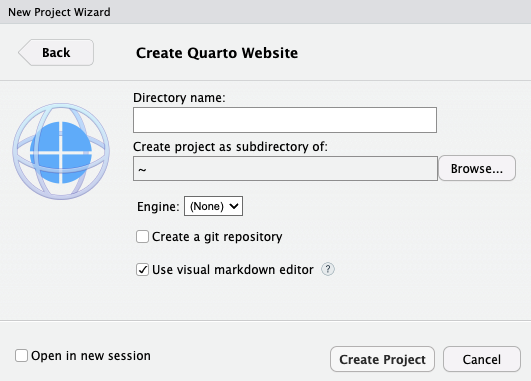 New Project Wizard
Back
Create Quarto Website
Directory name:
Create project as subdirectory of:
~
Browse...
Engine: (None)
Create a git repository
Use visual markdown editor ?
Open in new session
Create Project
Cancel